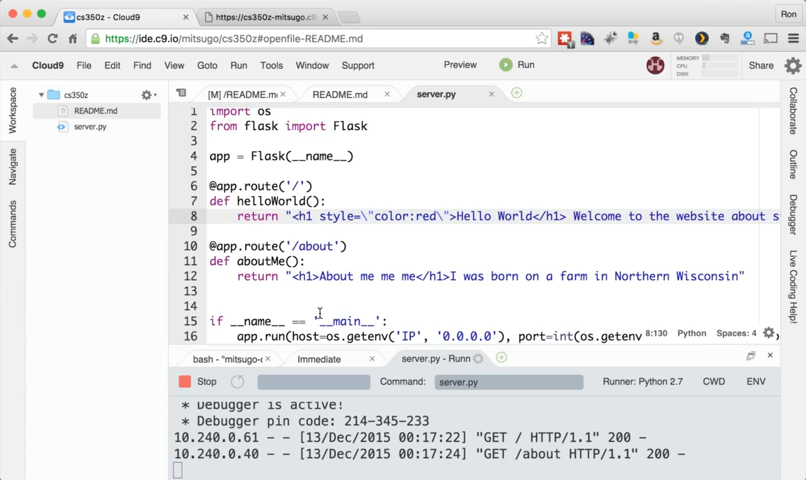 cs350z - Cloud9
https://cs350z-mitsugo.c9
Ron
https://ide.c9.io/mitsugo/cs350z#openfile-README.md
Cloud9 File Edit Find View Goto Run Tools Window Support Preview Run Share
MEMORY
CPU
DISK
Workspace
Navigate
Commands
cs350z
README.md
server.py
[M] /README.m
README.md
server.py
1 import os
2 from flask import Flask
3
4 app = Flask(__name__)
5
6 @app.route('/')
7 def helloWorld():
8 return "<h1 style=\"color:red\">Hello World</h1> Welcome to the website about s
9
10 @app.route('/about')
11 def aboutMe():
12 return "<h1>About me me me</h1>I was born on a farm in Northern Wisconsin"
13
14
15 if __name__ == '__main__':
16 app.run(host=os.getenv('IP', '0.0.0.0'), port=int(os.getenv
8:130 Python Spaces: 4
Collaborate
Outline
Debugger
Live Coding Help!
bash - "mitsugo-c
Immediate
server.py - Runn
Stop
Command:
server.py
Runner: Python 2.7
CWD
ENV
* Debugger is active!
* Debugger pin code: 214-345-233
10.240.0.61 - - [13/Dec/2015 00:17:22] "GET / HTTP/1.1" 200 -
10.240.0.40 - - [13/Dec/2015 00:17:24] "GET /about HTTP/1.1" 200 -